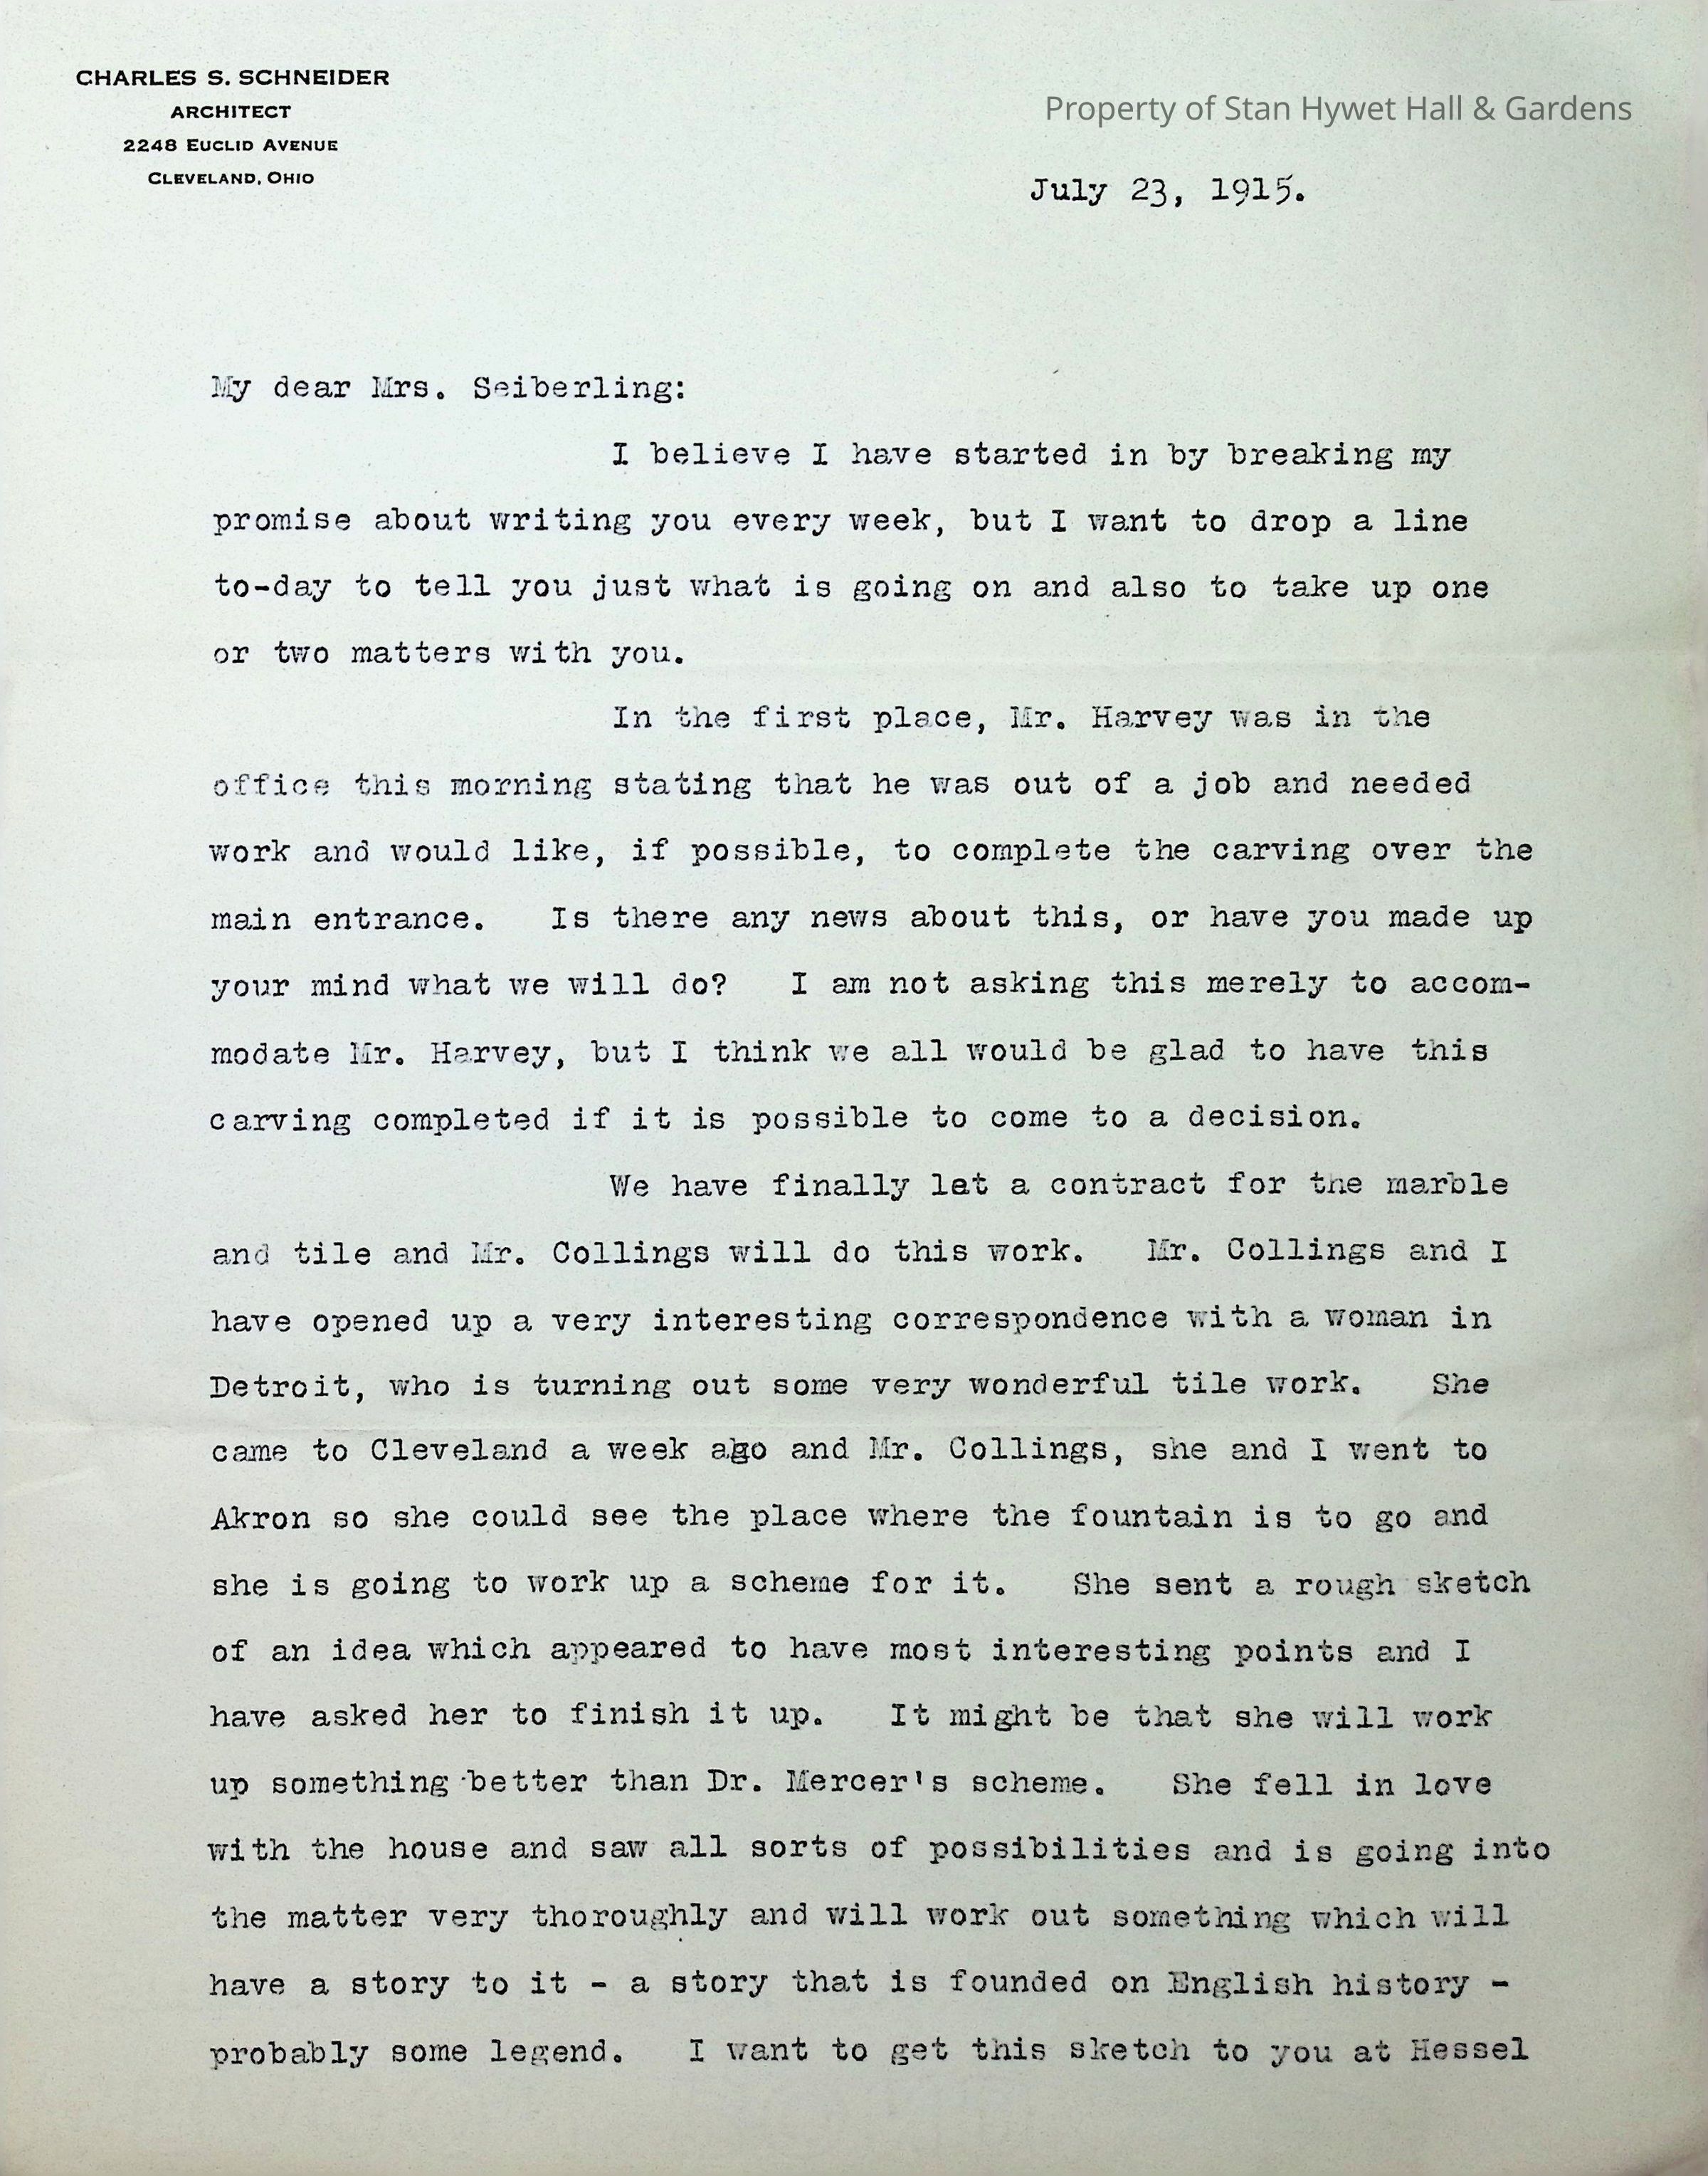 CHARLES S. SCHNEIDER
ARCHITECT
2248 EUCLID AVENUE
CLEVELAND, OHIO
Property of Stan Hywet Hall & Gardens
July 23, 1915.
My dear Mrs. Seiberling:
I believe I have started in by breaking my
promise about writing you every week, but I want to drop a line
to-day to tell you just what is going on and also to take up one
or two matters with you.
In the first place, Mr. Harvey was in the
office this morning stating that he was out of a job and needed
work and would like, if possible, to complete the carving over the
main entrance. Is there any news about this, or have you made up
your mind what we will do? I am not asking this merely to accom-
modate Mr. Harvey, but I think we all would be glad to have this
carving completed if it is possible to come to a decision.
We have finally let a contract for the marble
and tile and Mr. Collings will do this work. Mr. Collings and I
have opened up a very interesting correspondence with a woman in
Detroit, who is turning out some very wonderful tile work. She
came to Cleveland a week ago and Mr. Collings, she and I went to
Akron so she could see the place where the fountain is to go and
she is going to work up a scheme for it. She sent a rough sketch
of an idea which appeared to have most interesting points and I
have asked her to finish it up. It might be that she will work
up something better than Dr. Mercer's scheme. She fell in love
with the house and saw all sorts of possibilities and is going into
the matter very thoroughly and will work out something which will
have a story to it - a story that is founded on English history -
probably some legend. I want to get this sketch to you at Hessel